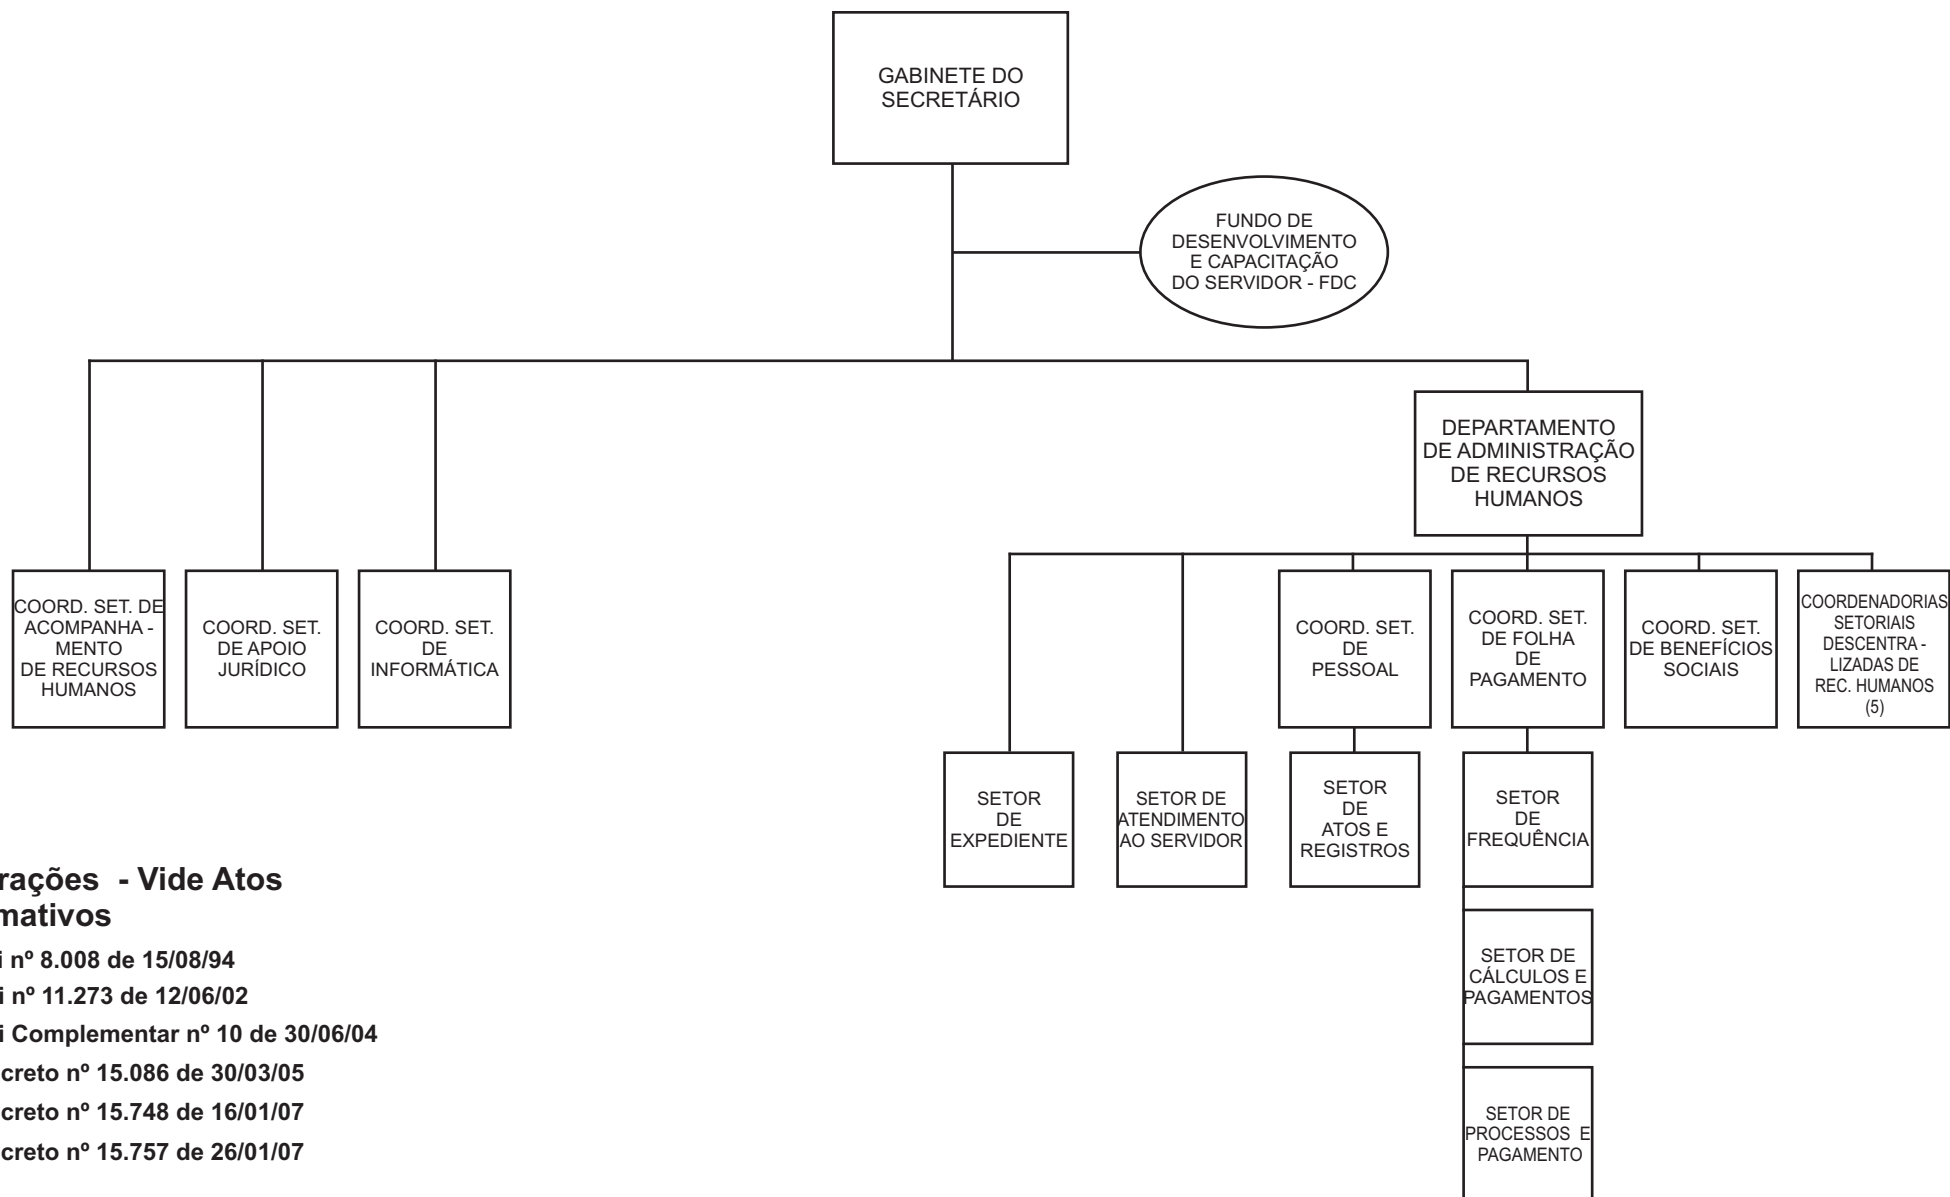 GABINETE DO
SECRETÁRIO
FUNDO DE
DESENVOLVIMENTO
E CAPACITAÇÃO
DO SERVIDOR - FDC
DEPARTAMENTO
DE ADMINISTRAÇÃO
DE RECURSOS
HUMANOS
COORD. SET. DE
ACOMPANHA -
MENTO
DE RECURSOS
HUMANOS
COORD. SET.
DE APOIO
JURÍDICO
COORD. SET.
DE
INFORMÁTICA
COORD. SET.
DE
PESSOAL
COORD. SET.
DE FOLHA
DE
PAGAMENTO
COORD. SET.
DE BENEFÍCIOS
SOCIAIS
COORDENADORIAS
SETORIAIS
DESCENTRA -
LIZADAS DE
REC. HUMANOS
(5)
SETOR
DE
EXPEDIENTE
SETOR DE
ATENDIMENTO
AO SERVIDOR
SETOR
DE
ATOS E
REGISTROS
SETOR
DE
FREQUÊNCIA
SETOR DE
CÁLCULOS E
PAGAMENTOS
SETOR DE
PROCESSOS E
PAGAMENTO
rações - Vide Atos
mativos
i nº 8.008 de 15/08/94
i nº 11.273 de 12/06/02
i Complementar nº 10 de 30/06/04
creto nº 15.086 de 30/03/05
creto nº 15.748 de 16/01/07
creto nº 15.757 de 26/01/07